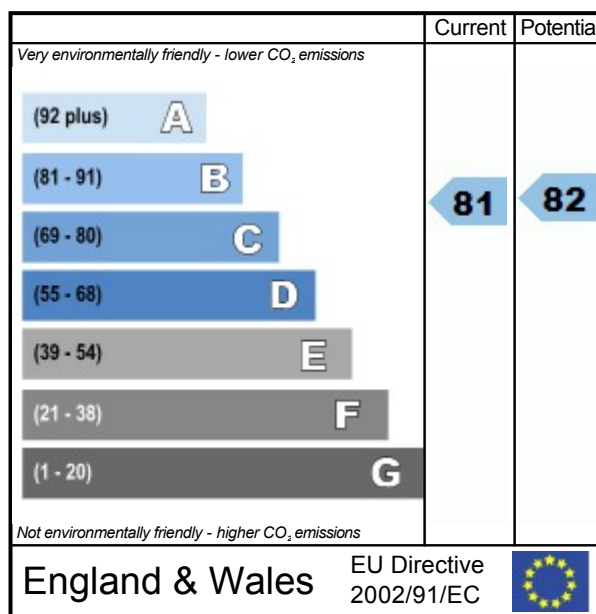 Current Potentia
Very environmentally friendly - lower CO₂ emissions
(92 plus) A
(81 - 91) B
81 82
(69 - 80) C
(55 - 68) D
(39 - 54) E
(21 - 38) F
(1 - 20) G
Not environmentally friendly - higher CO₂ emissions
England & Wales
EU Directive
2002/91/EC